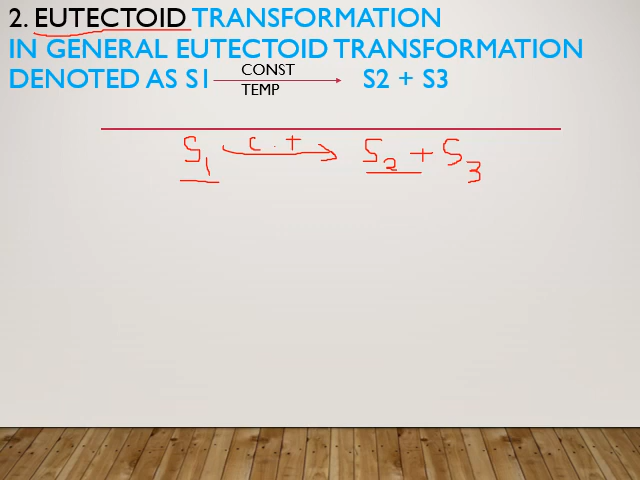 2. EUTECTOID TRANSFORMATION
IN GENERAL EUTECTOID TRANSFORMATION
DENOTED AS S1 CONST TEMP S2 + S3
S1 C.t S2 + S3